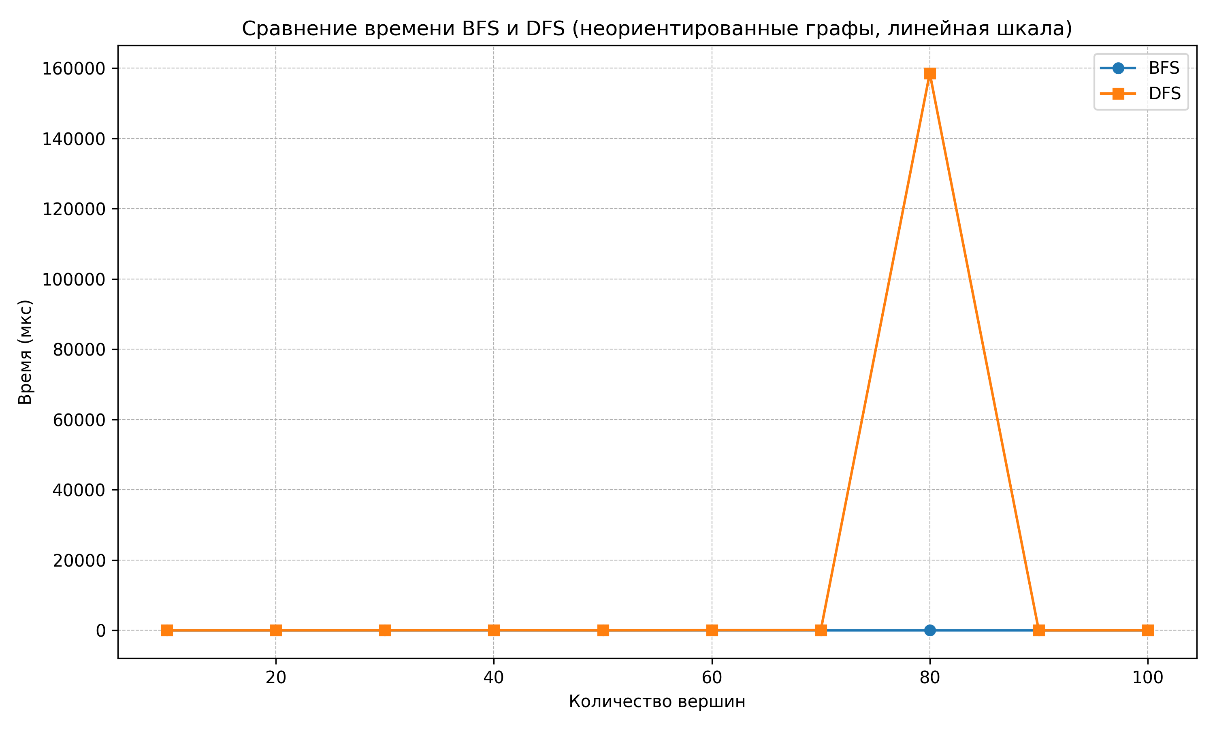 Сравнение времени BFS и DFS (неориентированные графы, линейная шкала)
160000
140000
120000
100000
80000
60000
40000
20000
0
Время (мкс)
BFS
DFS
20
40
60
80
100
Количество вершин